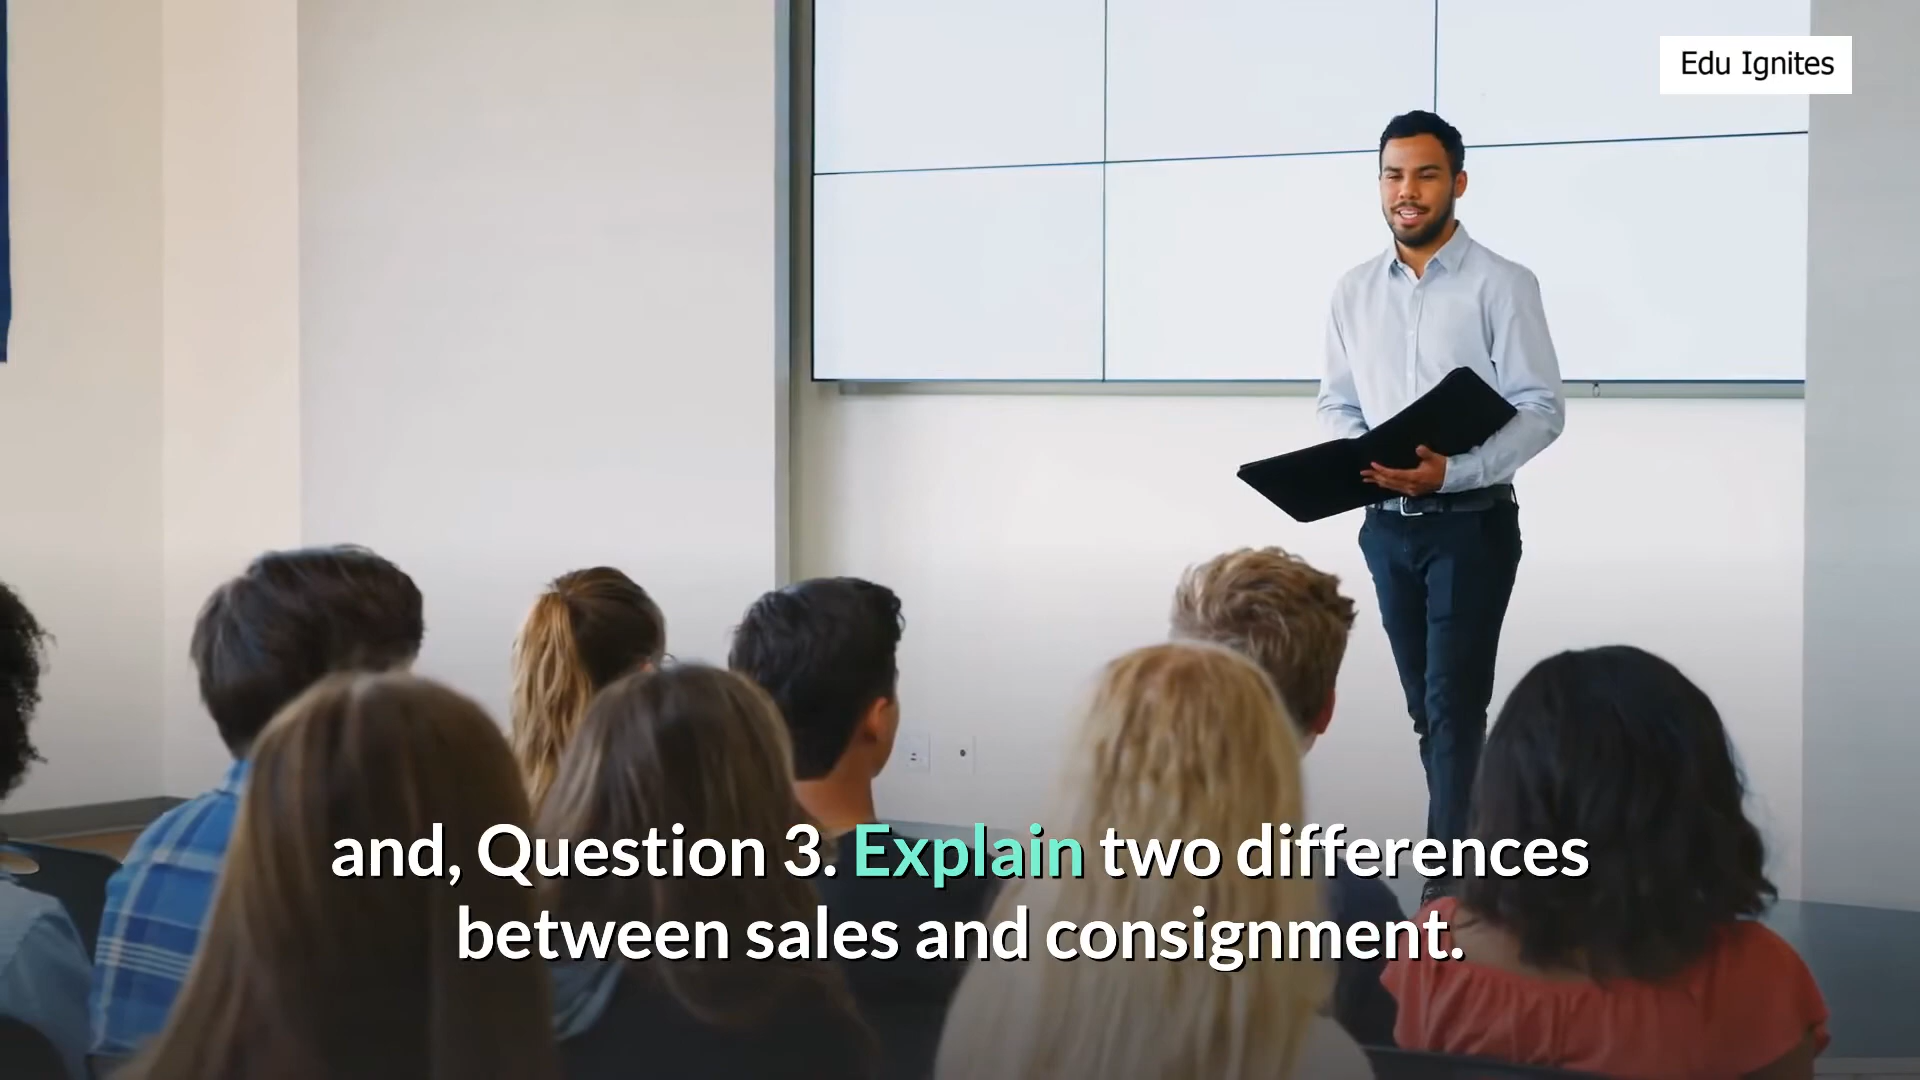 Edu Ignites
and, Question 3. Explain two differences
between sales and consignment.